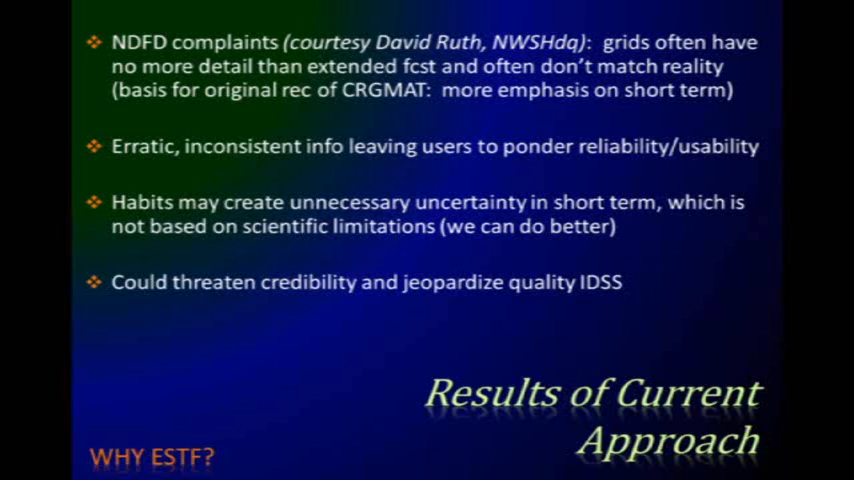 NDFD complaints (courtesy David Ruth, NWSHdq): grids often have
no more detail than extended fcst and often don't match reality
(basis for original rec of CRGMAT: more emphasis on short term)
Erratic, inconsistent info leaving users to ponder reliability/usability
Habits may create unnecessary uncertainty in short term, which is
not based on scientific limitations (we can do better)
Could threaten credibility and jeopardize quality IDSS
Results of Current
Approach
WHY ESTF?